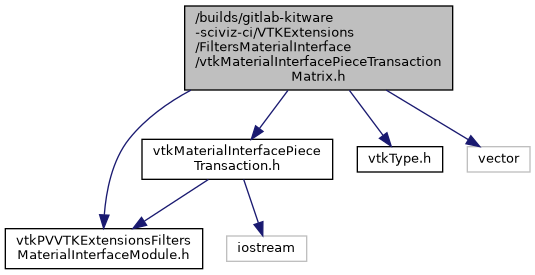 /builds/gitlab-kitware
-sciviz-ci/VTKExtensions
/FiltersMaterialInterface
/vtkMaterialInterfacePieceTransaction
Matrix.h
vtkMaterialInterfacePiece
Transaction.h
vtkType.h
vector
vtkPVVTKExtensionsFilters
MaterialInterfaceModule.h
iostream